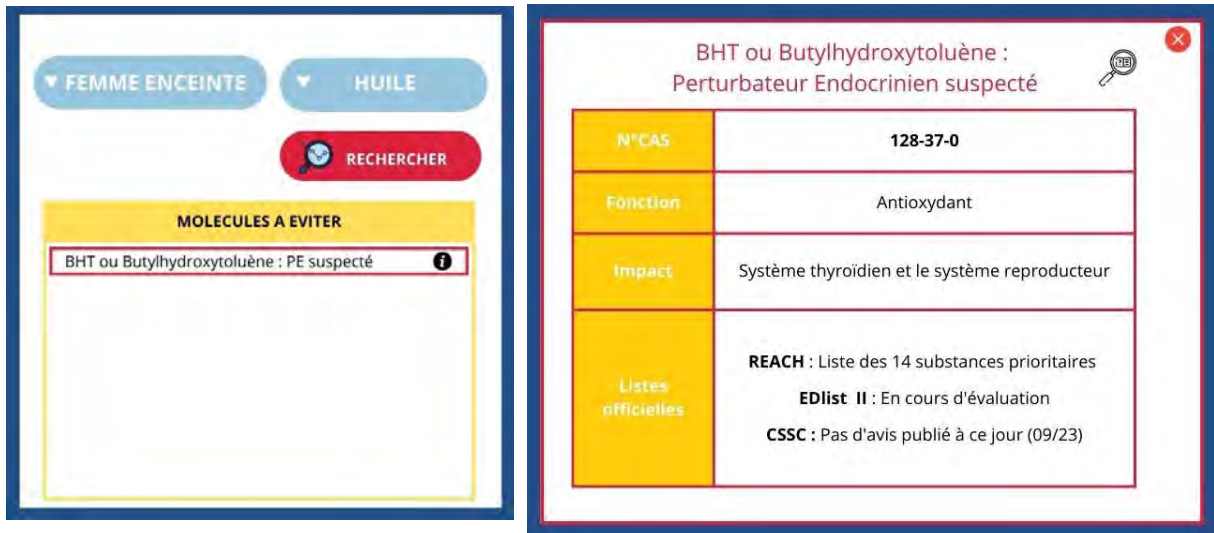 FEMME ENCEINTE
HUILE
RECHERCHER
MOLECULES A EVITER
BHT ou Butylhydroxytoluène : PE suspecté
BHT ou Butylhydroxytoluène :
Perturbateur Endocrinien suspecté
N°CAS
128-37-0
Fonction
Antioxydant
Impact
Système thyroïdien et le système reproducteur
Listes
officielles
REACH : Liste des 14 substances prioritaires
EDlist II : En cours d'évaluation
CSSC : Pas d'avis publié à ce jour (09/23)